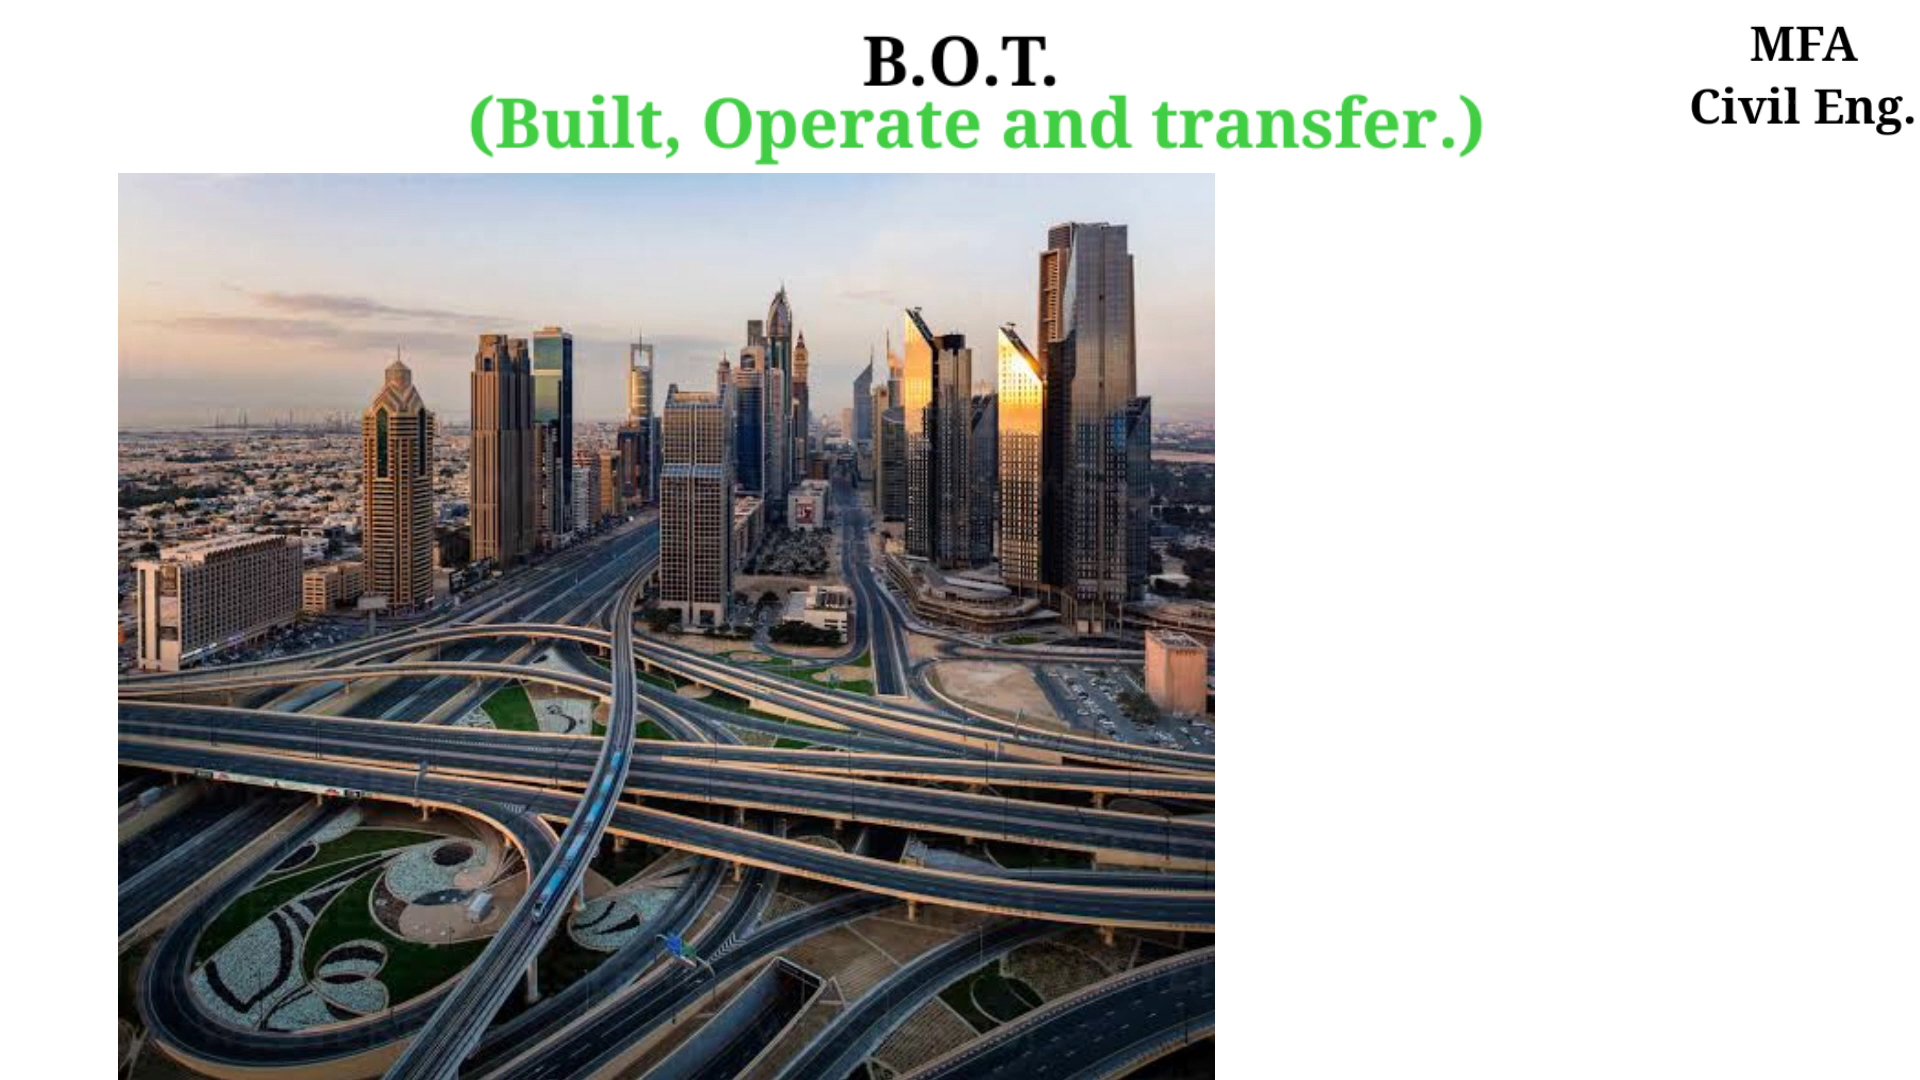 B.O.T.
(Built, Operate and transfer.)
MFA
Civil Eng.